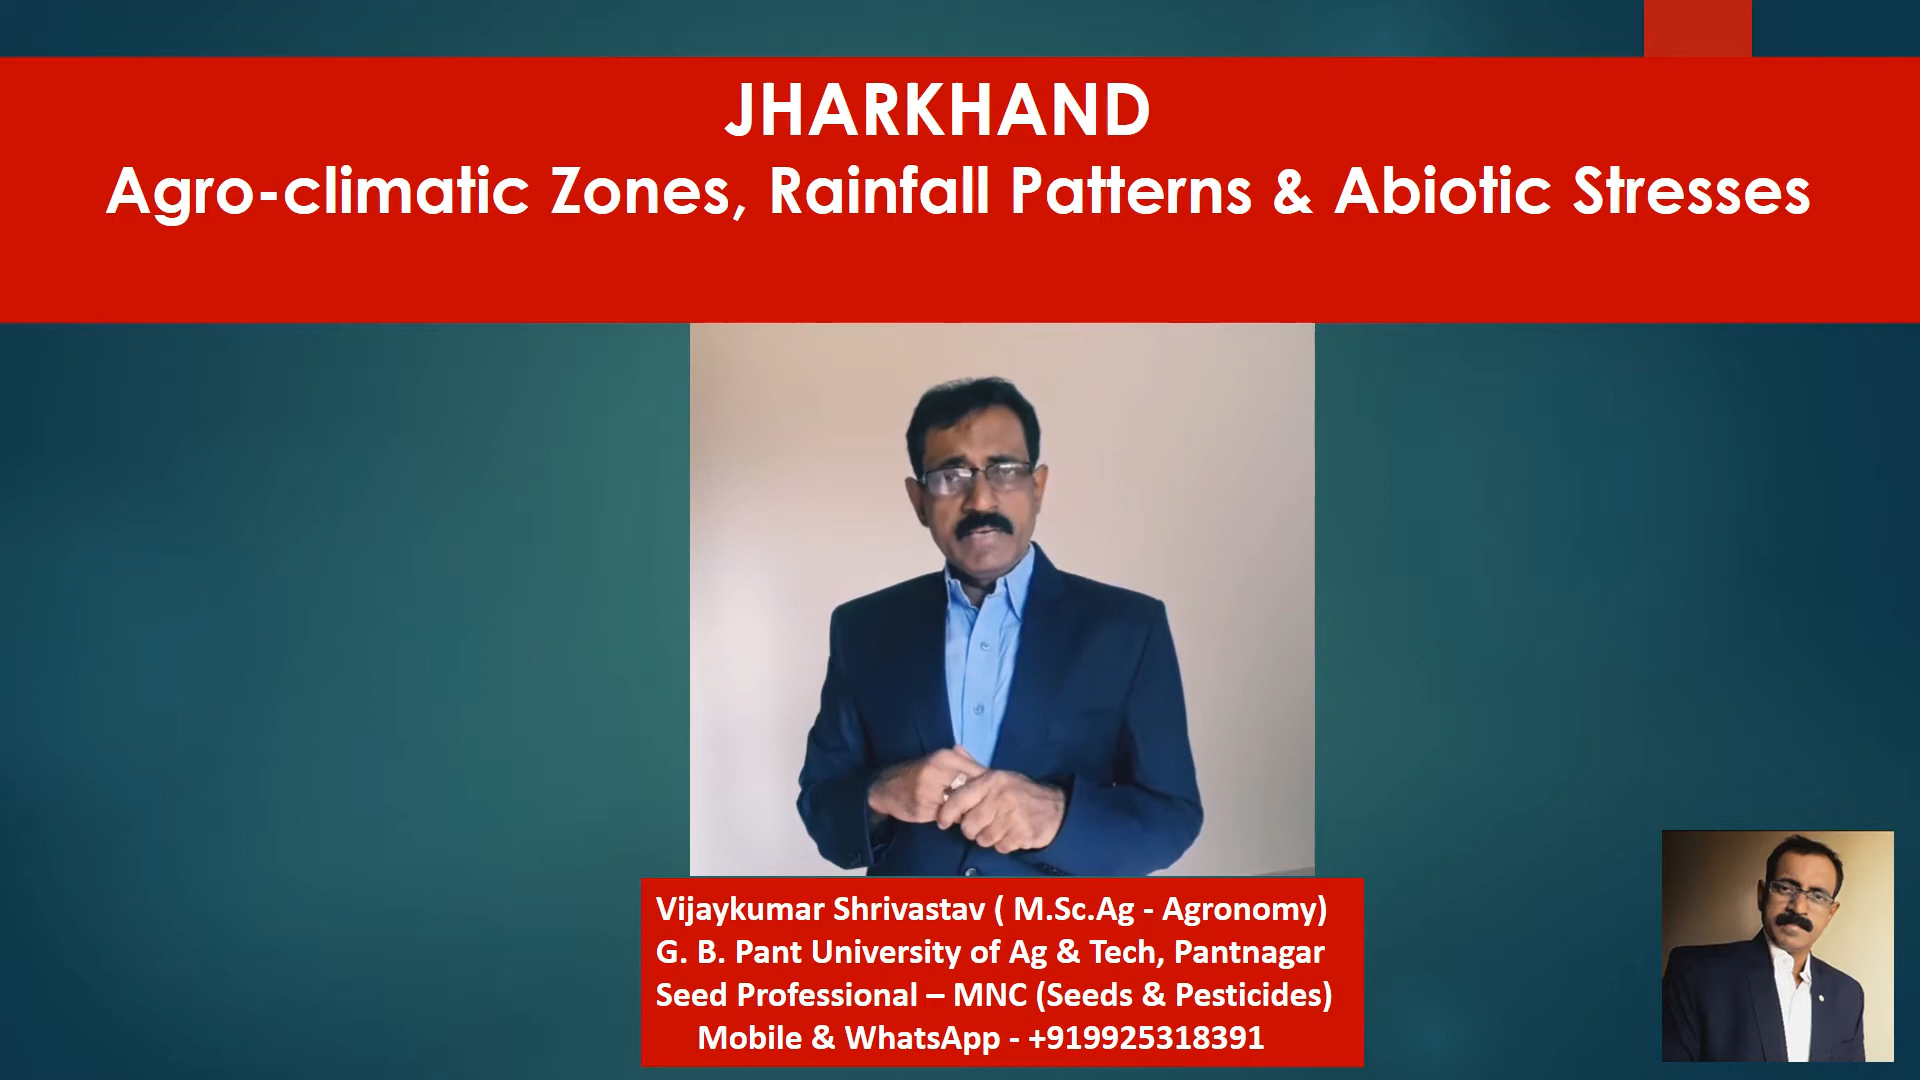 JHARKHAND
Agro-climatic Zones, Rainfall Patterns & Abiotic Stresses
Vijaykumar Shrivastav ( M.Sc.Ag - Agronomy)
G. B. Pant University of Ag & Tech, Pantnagar
Seed Professional – MNC (Seeds & Pesticides)
Mobile & WhatsApp - +919925318391